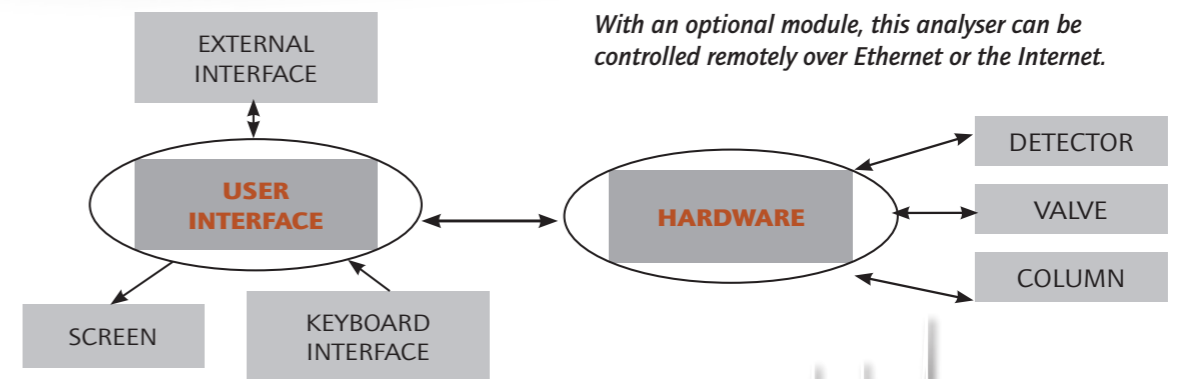 With an optional module, this analyser can be
controlled remotely over Ethernet or the Internet.
EXTERNAL
INTERFACE
USER
INTERFACE
SCREEN
KEYBOARD
INTERFACE
HARDWARE
DETECTOR
VALVE
COLUMN